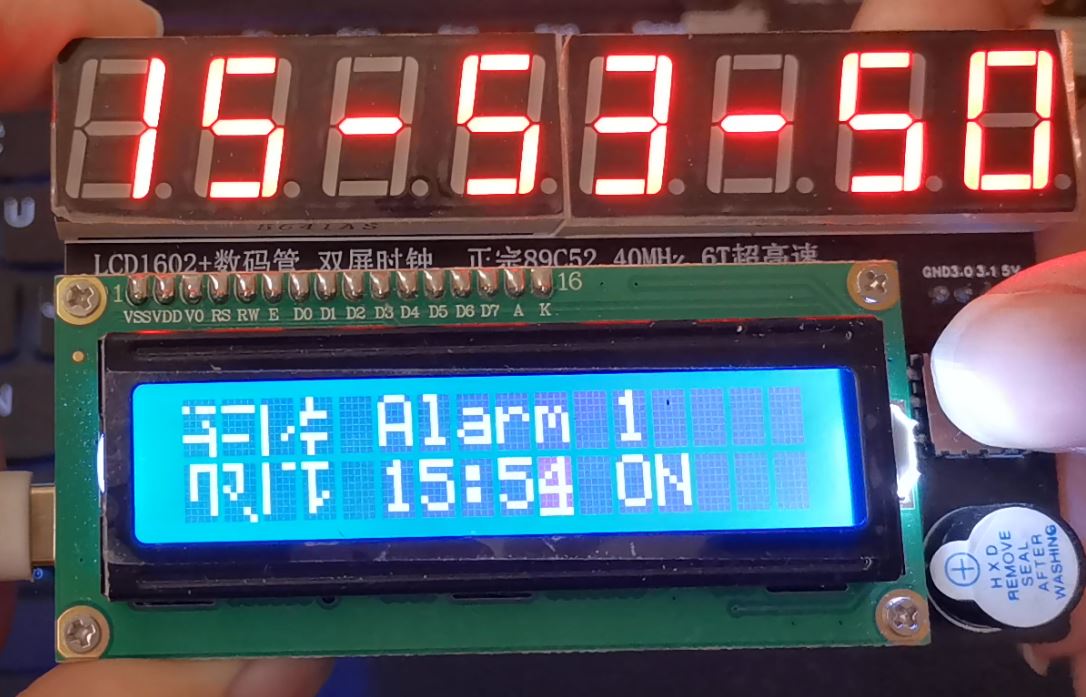 15-53-50
5641AS
LCD1602+数码管 双屏时钟 正宗89C52 40MHz 6T超高速
GND3.0 3.1 5V
1 16
VSS VDD V0 RS RW E D0 D1 D2 D3 D4 D5 D6 D7 A K
Alarm 1
15:54 ON
HXD
REMOVE
SEAL
AFTER
WASHING
U